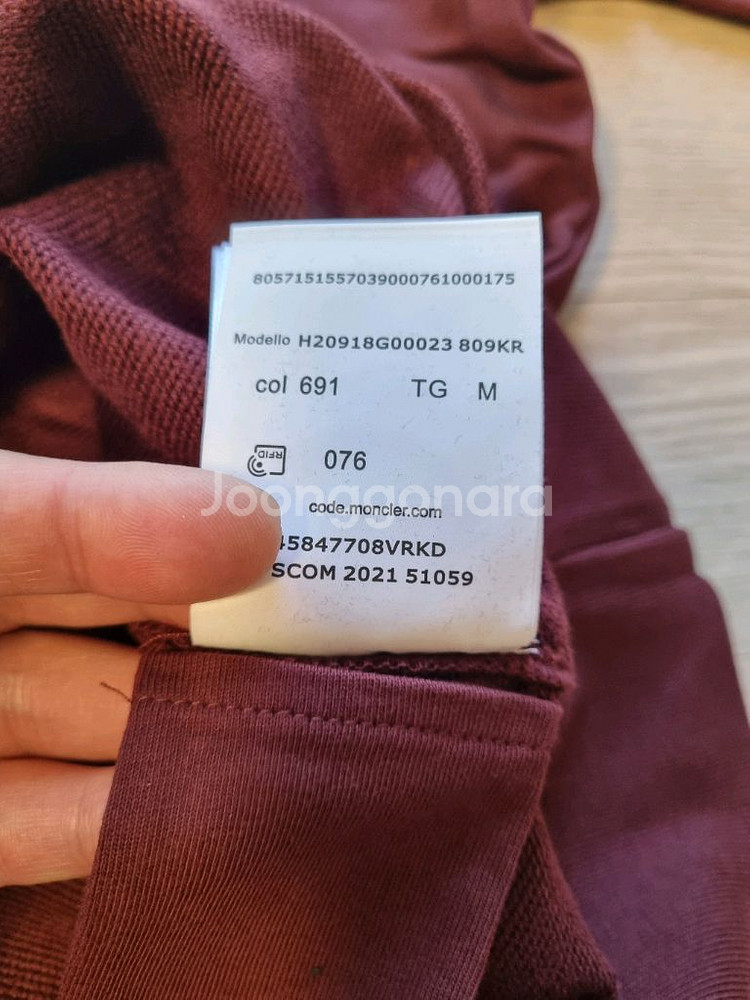 8057151557039000761000175
Modello H20918G00023 809KR
col 691 TG M
RFID 076
Joonggonara
code.moncler.com
45847708VRKD
SCOM 2021 51059